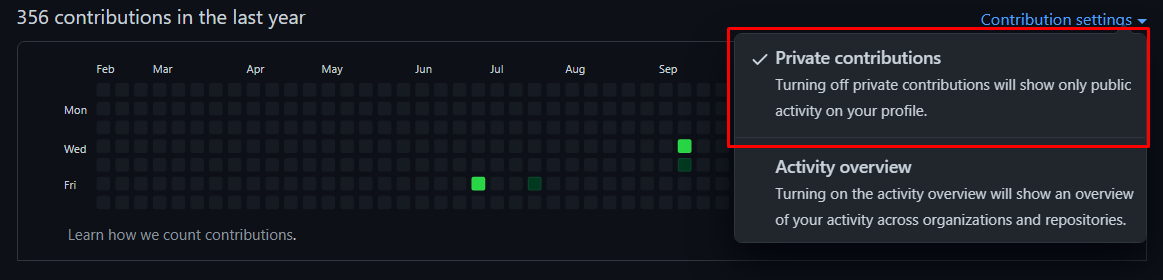 356 contributions in the last year
Contribution settings
Feb Mar Apr May Jun Jul Aug Sep
Mon
Wed
Fri
Learn how we count contributions.
Private contributions
Turning off private contributions will show only public
activity on your profile.
Activity overview
Turning on the activity overview will show an overview
of your activity across organizations and repositories.